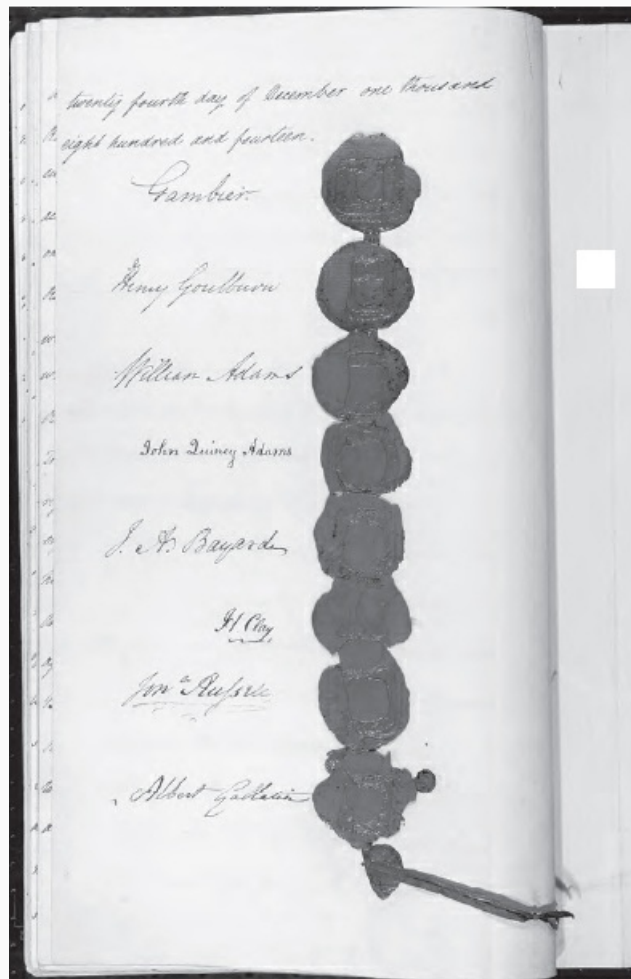 twenty fourth day of December one thousand
eight hundred and fourteen.
Gambier.
Henry Goulburn
William Adams
John Quincy Adams
J. A. Bayard
H. Clay
Jon.ª Russell
Albert Gallatin